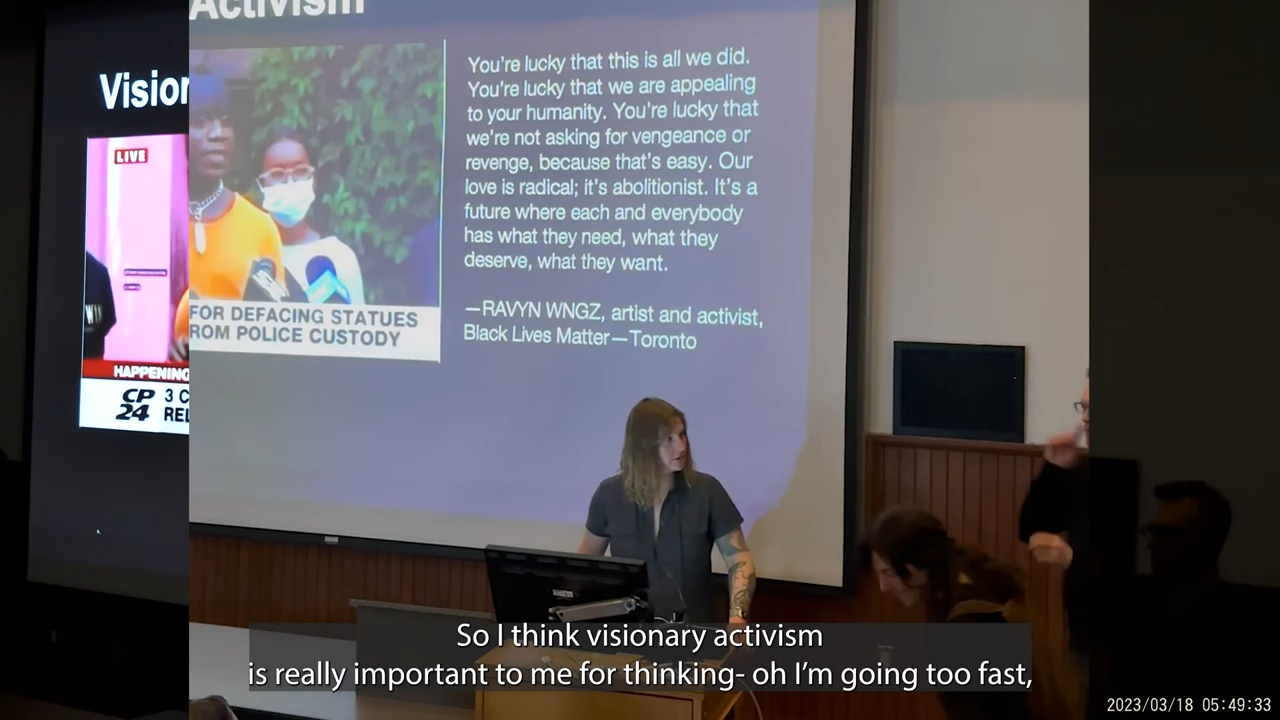 Activism
Vision
LIVE
You're lucky that this is all we did.
You're lucky that we are appealing
to your humanity. You're lucky that
we're not asking for vengeance or
revenge, because that's easy. Our
love is radical; it's abolitionist. It's a
future where each and everybody
has what they need, what they
deserve, what they want.
—RAVYN WNGZ, artist and activist,
Black Lives Matter—Toronto
FOR DEFACING STATUES
ROM POLICE CUSTODY
HAPPENING
CP
24
3 C
REL
So I think visionary activism
is really important to me for thinking- oh I'm going too fast,
2023/03/18 05:49:33